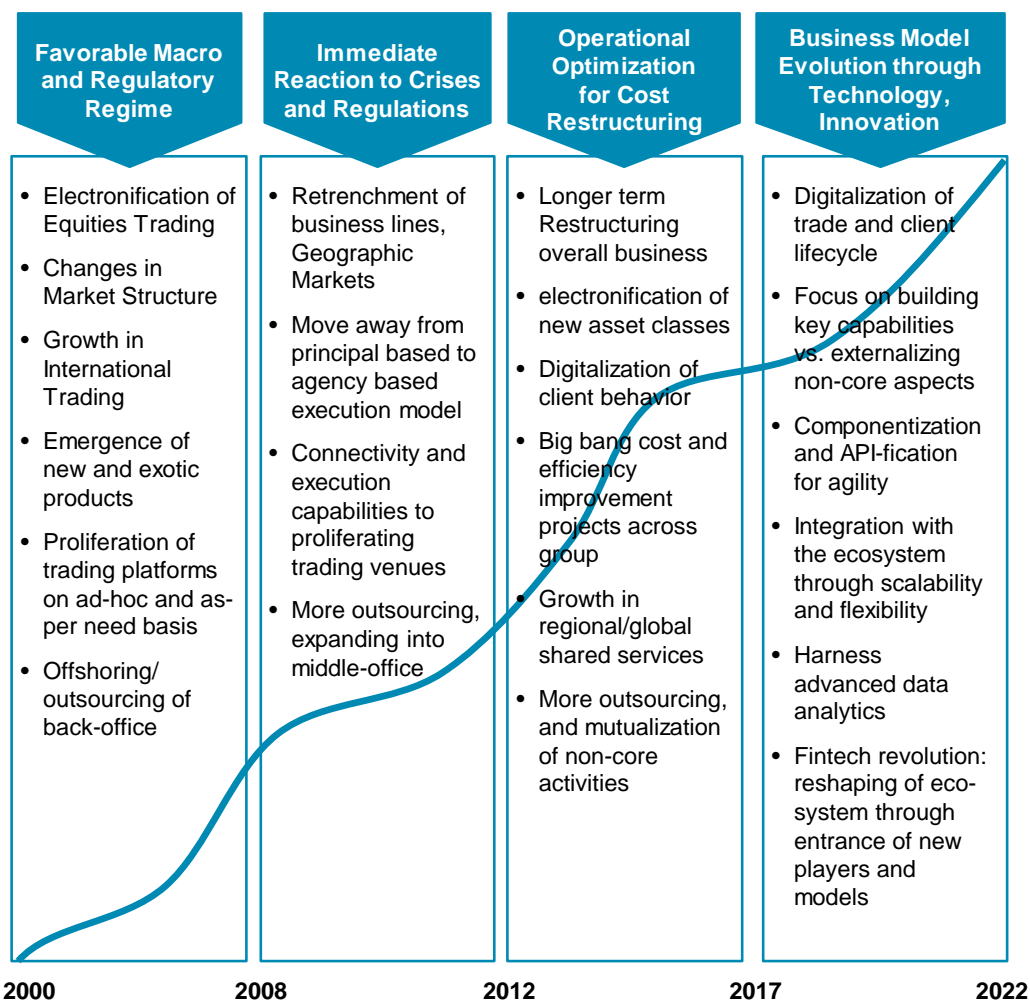 Favorable Macro
and Regulatory
Regime
Immediate
Reaction to Crises
and Regulations
Operational
Optimization
for Cost
Restructuring
Business Model
Evolution through
Technology,
Innovation
• Electronification of
Equities Trading
• Changes in
Market Structure
• Growth in
International
Trading
• Emergence of
new and exotic
products
• Proliferation of
trading platforms
on ad-hoc and as-
per need basis
• Offshoring/
outsourcing of
back-office
• Retrenchment of
business lines,
Geographic
Markets
• Move away from
principal based to
agency based
execution model
• Connectivity and
execution
capabilities to
proliferating
trading venues
• More outsourcing,
expanding into
middle-office
• Longer term
Restructuring
overall business
• electronification of
new asset classes
• Digitalization of
client behavior
• Big bang cost and
efficiency
improvement
projects across
group
• Growth in
regional/global
shared services
• More outsourcing,
and mutualization
of non-core
activities
• Digitalization of
trade and client
lifecycle
• Focus on building
key capabilities
vs. externalizing
non-core aspects
• Componentization
and API-fication
for agility
• Integration with
the ecosystem
through scalability
and flexibility
• Harness
advanced data
analytics
• Fintech revolution:
reshaping of eco-
system through
entrance of new
players and
models
2000 2008 2012 2017 2022